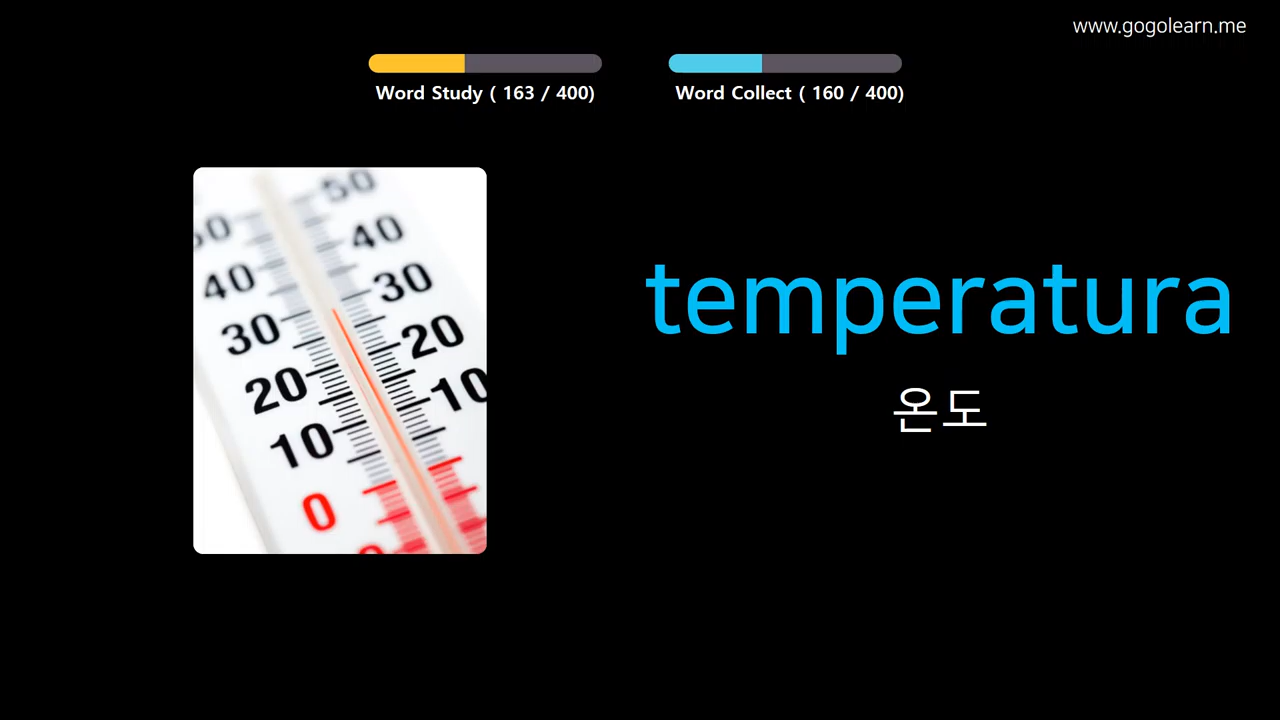 www.gogolearn.me
Word Study ( 163 / 400)
Word Collect ( 160 / 400)
50
40
30
20
10
40
30
20
10
0
temperatura
온도